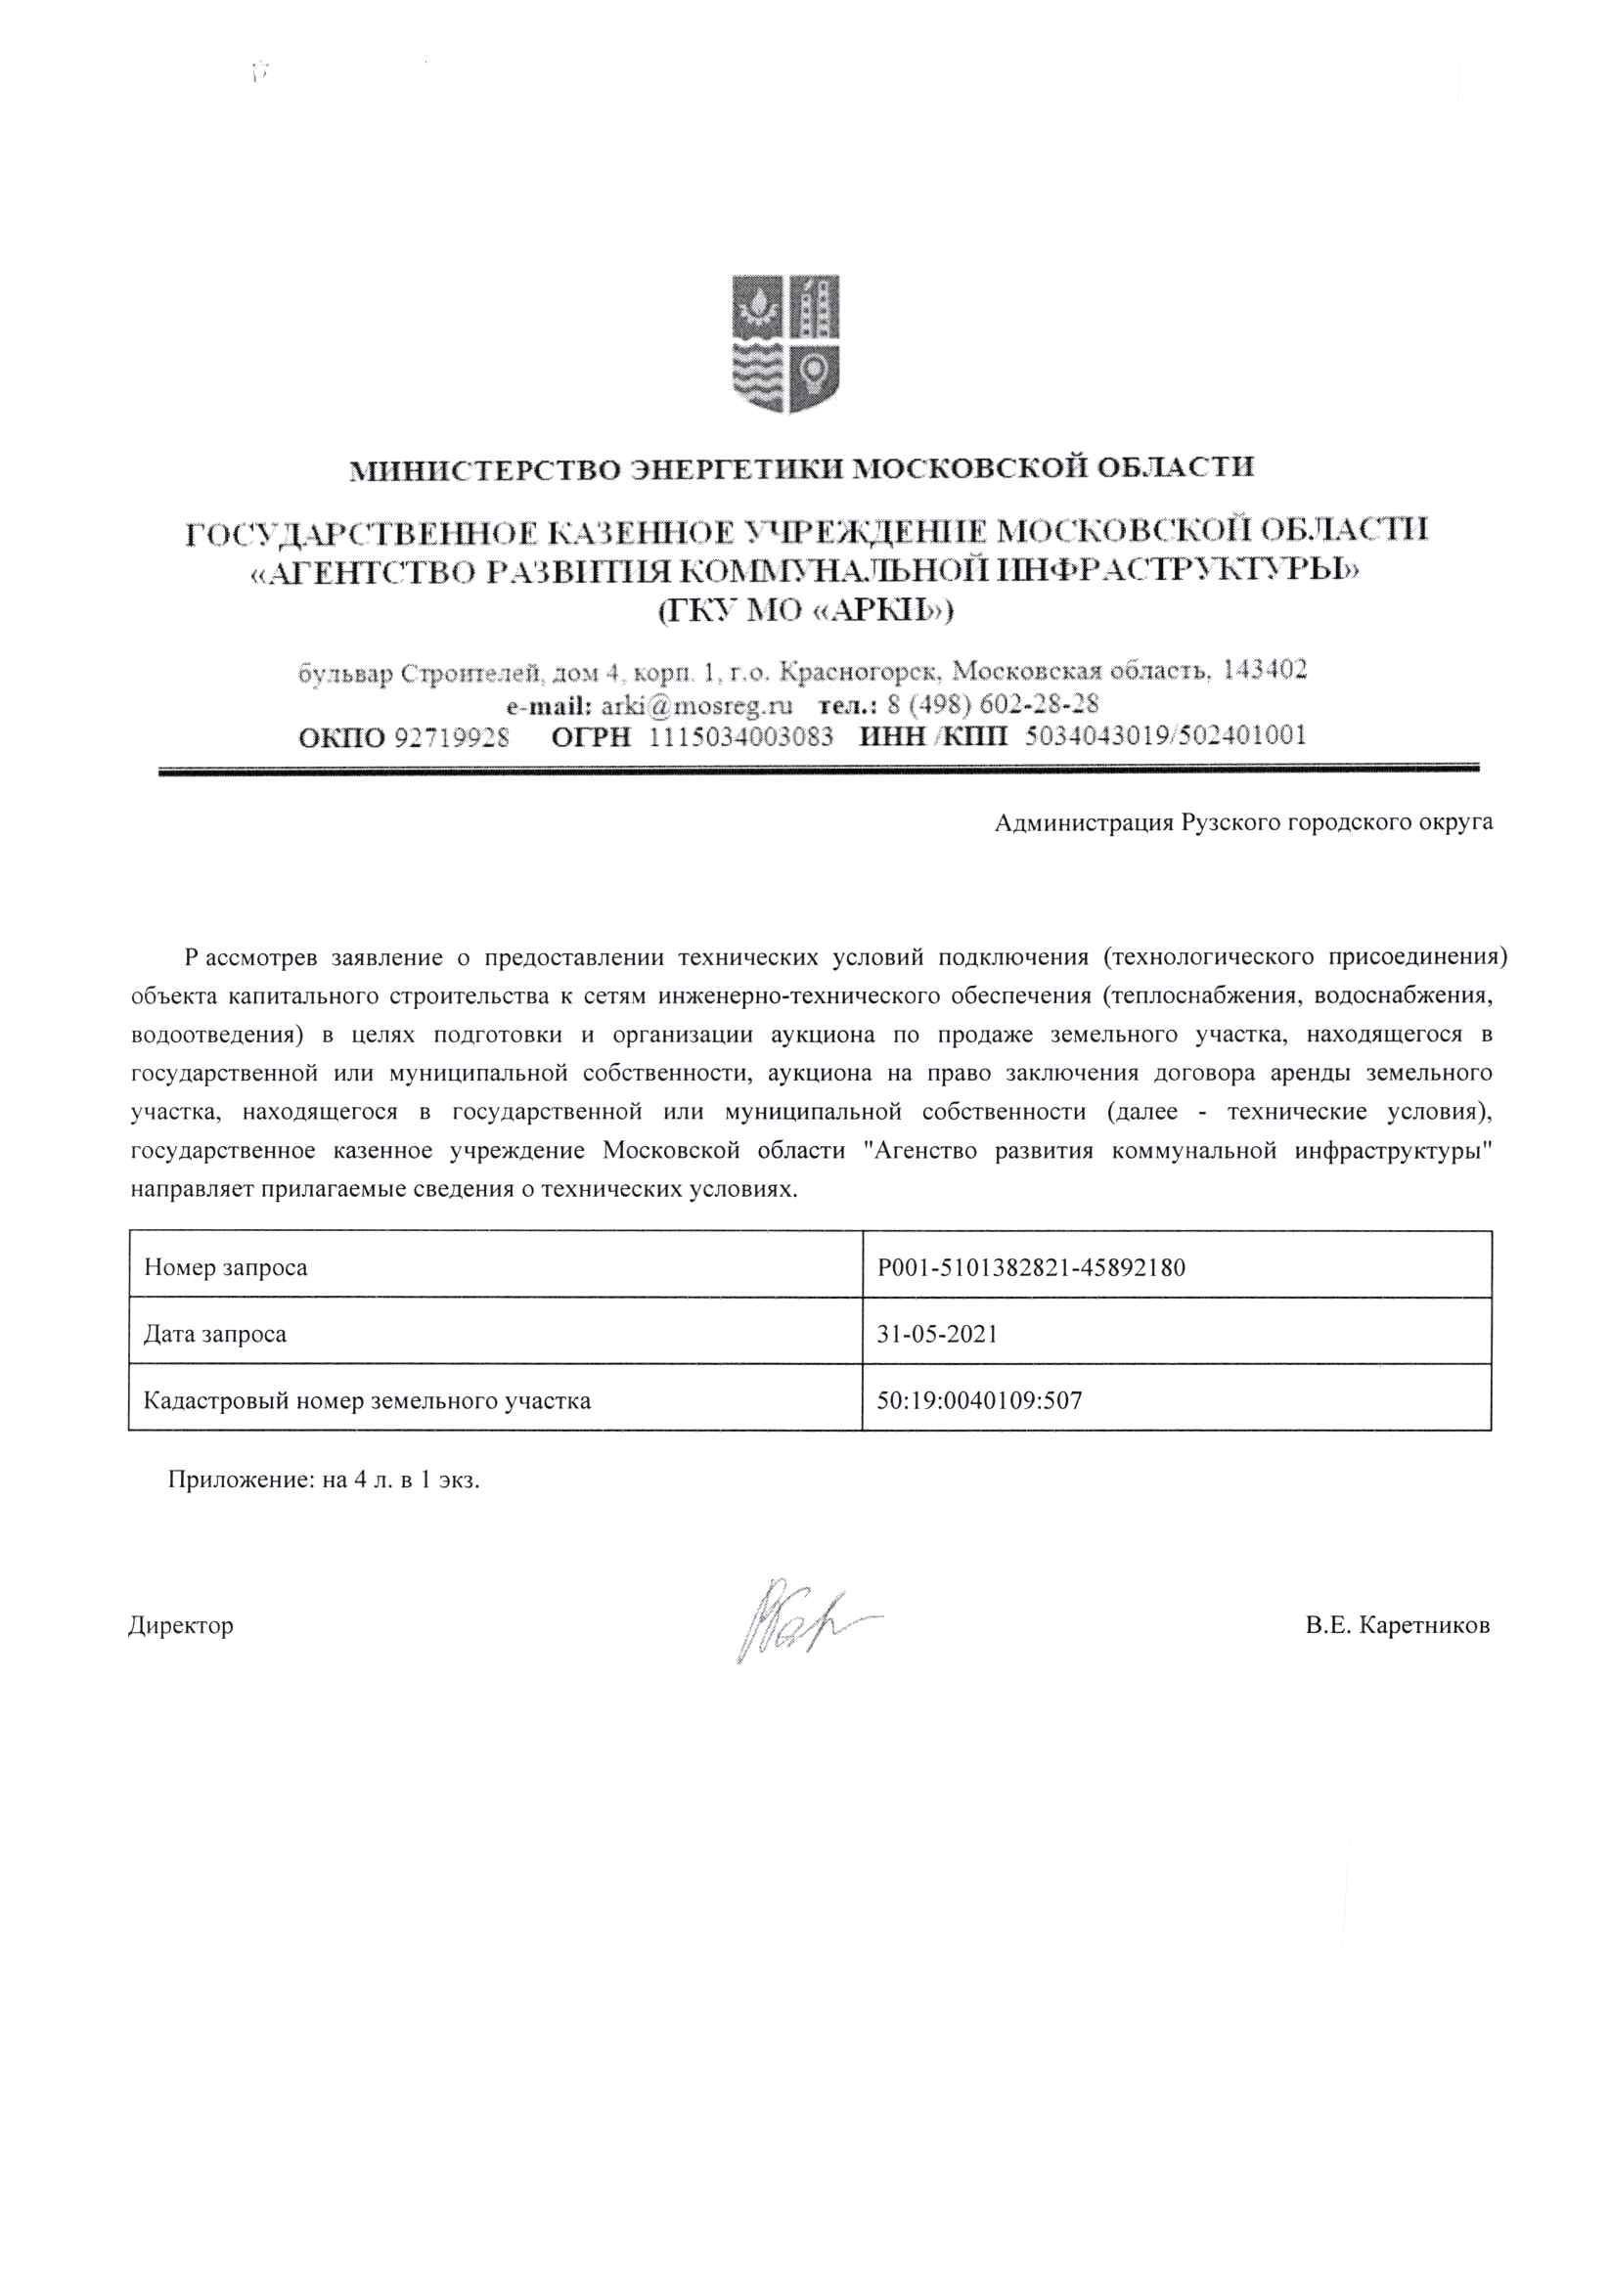 МИНИСТЕРСТВО ЭНЕРГЕТИКИ МОСКОВСКОЙ ОБЛАСТИ
ГОСУДАРСТВЕННОЕ КАЗЕННОЕ УЧРЕЖДЕНИЕ МОСКОВСКОЙ ОБЛАСТИ
«АГЕНТСТВО РАЗВИТИЯ КОММУНАЛЬНОЙ ИНФРАСТРУКТУРЫ»
(ГКУ МО «АРКИ»)
бульвар Строителей, дом 4, корп. 1, г.о. Красногорск, Московская область, 143402
e-mail: arki@mosreg.ru тел.: 8 (498) 602-28-28
ОКПО 92719928 ОГРН 1115034003083 ИНН /КПП 5034043019/502401001
Администрация Рузского городского округа
Р ассмотрев заявление о предоставлении технических условий подключения (технологического присоединения)
объекта капитального строительства к сетям инженерно-технического обеспечения (теплоснабжения, водоснабжения,
водоотведения) в целях подготовки и организации аукциона по продаже земельного участка, находящегося в
государственной или муниципальной собственности, аукциона на право заключения договора аренды земельного
участка, находящегося в государственной или муниципальной собственности (далее - технические условия),
государственное казенное учреждение Московской области "Агенство развития коммунальной инфраструктуры"
направляет прилагаемые сведения о технических условиях.
Номер запроса P001-5101382821-45892180
Дата запроса 31-05-2021
Кадастровый номер земельного участка 50:19:0040109:507
Приложение: на 4 л. в 1 экз.
Директор В.Е. Каретников